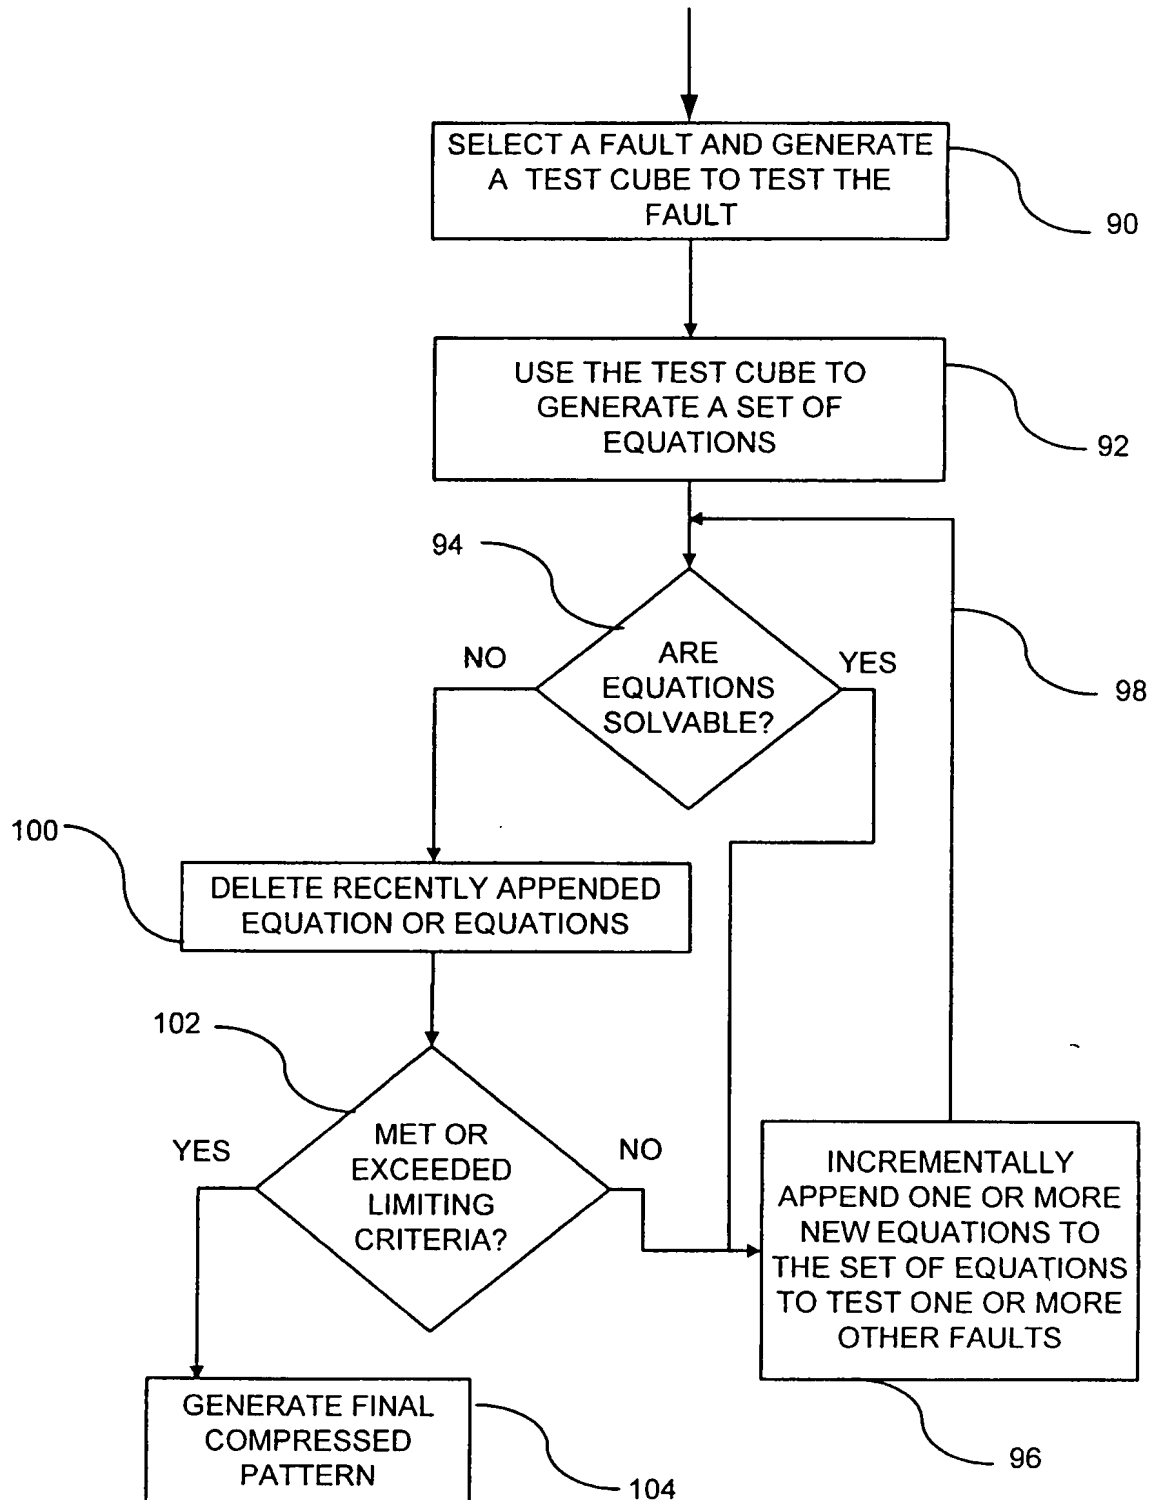 SELECT A FAULT AND GENERATE
A TEST CUBE TO TEST THE
FAULT
90
USE THE TEST CUBE TO
GENERATE A SET OF
EQUATIONS
92
94
NO
ARE
EQUATIONS
SOLVABLE?
YES
98
100
DELETE RECENTLY APPENDED
EQUATION OR EQUATIONS
102
YES
MET OR
EXCEEDED
LIMITING
CRITERIA?
NO
INCREMENTALLY
APPEND ONE OR MORE
NEW EQUATIONS TO
THE SET OF EQUATIONS
TO TEST ONE OR MORE
OTHER FAULTS
96
GENERATE FINAL
COMPRESSED
PATTERN
104